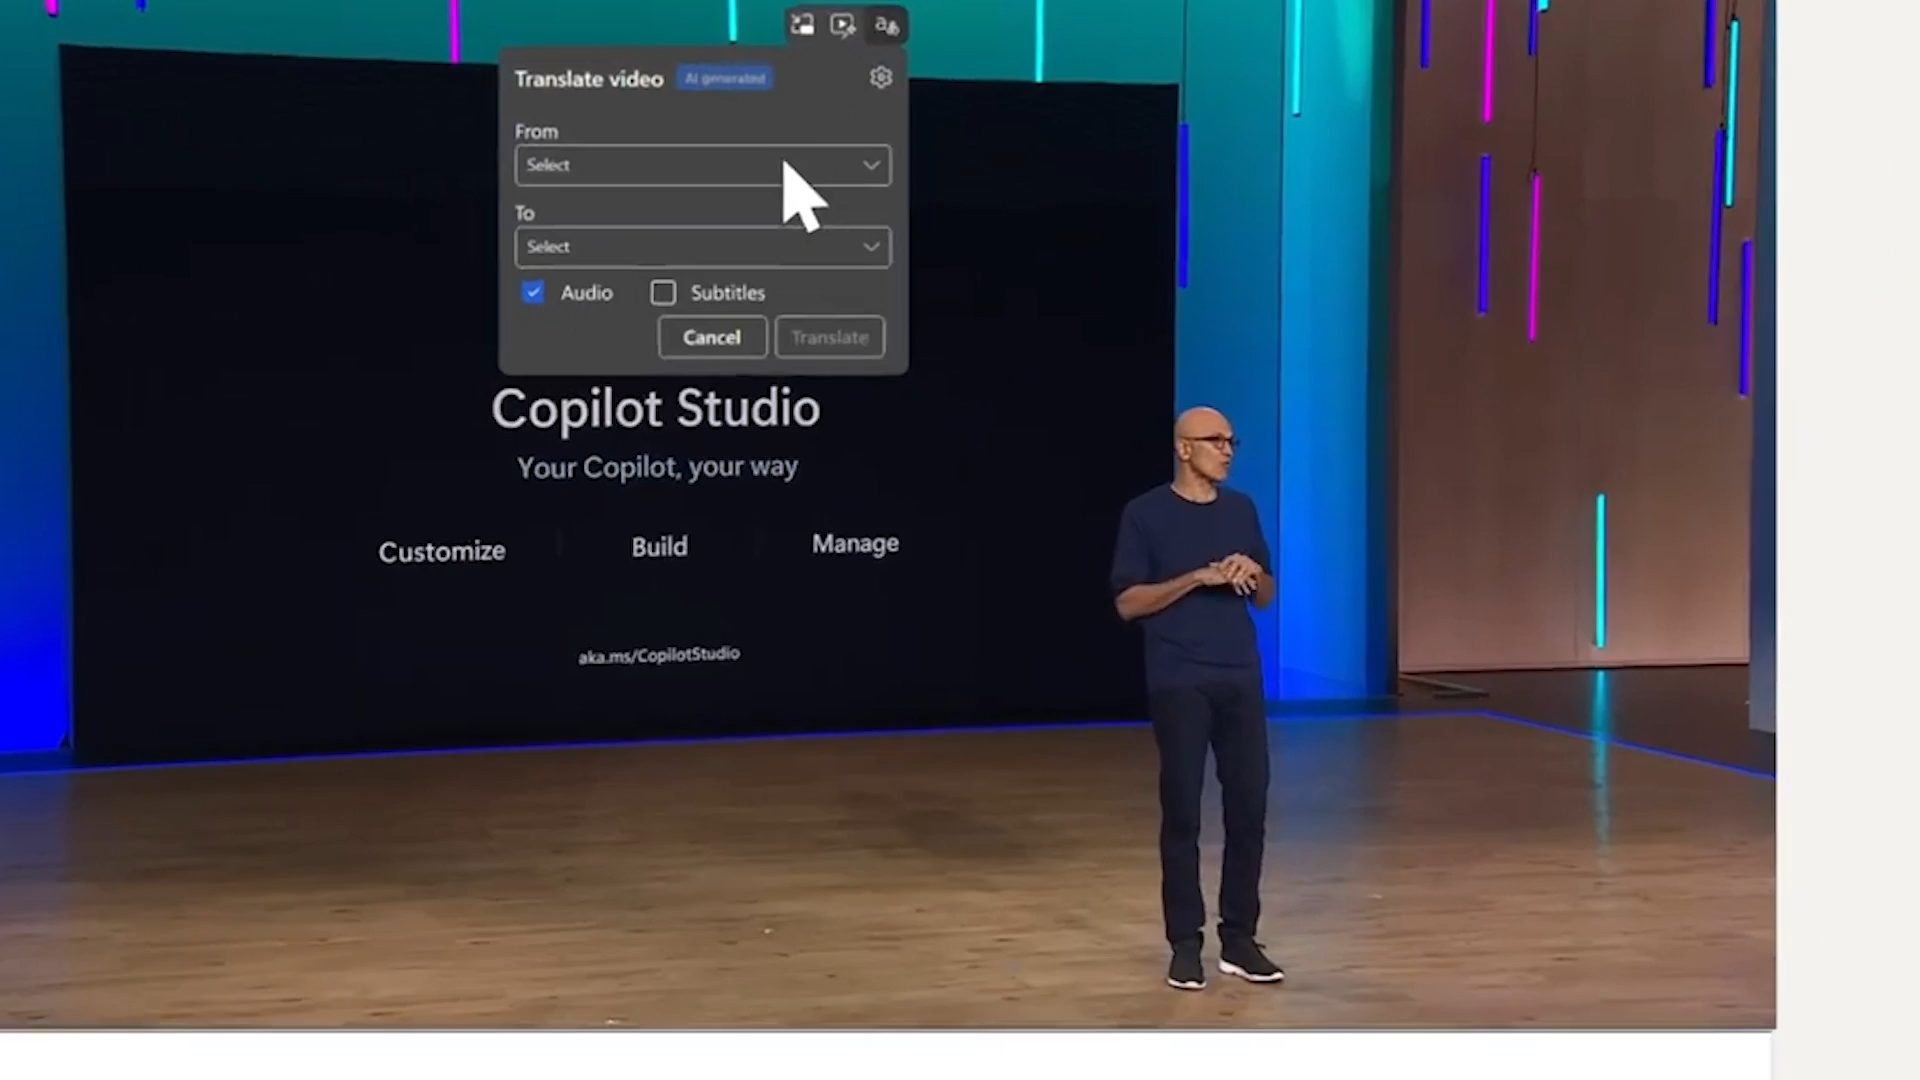 Translate video AI generated
From
Select
To
Select
Audio Subtitles
Cancel Translate
Copilot Studio
Your Copilot, your way
Customize Build Manage
aka.ms/CopilotStudio